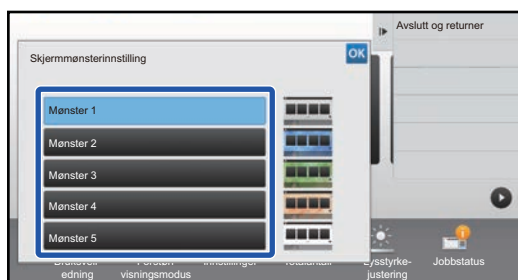 Avslutt og returner
Skjermmønsterinnstilling
OK
Mønster 1
Mønster 2
Mønster 3
Mønster 4
Mønster 5
Jobbstatus
edning
visningsmodus
justering